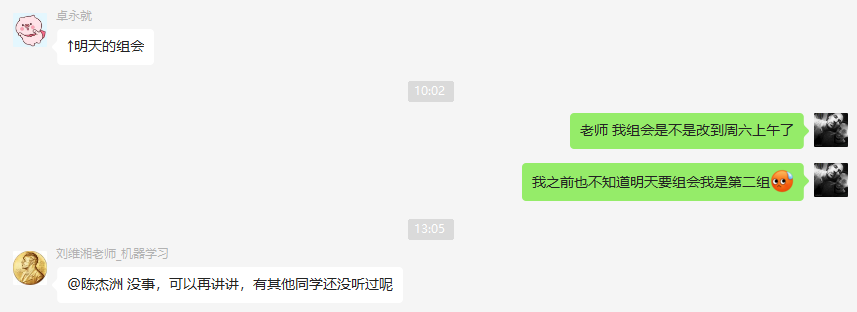 卓永就
↑明天的组会
10:02
老师 我组会是不是改到周六上午了
我之前也不知道明天要组会我是第二组
13:05
刘维湘老师_机器学习
@陈杰洲 没事，可以再讲讲，有其他同学还没听过呢